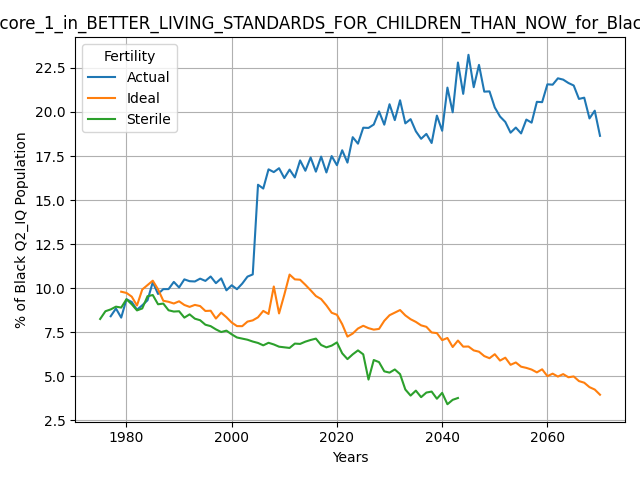 core_1_in_BETTER_LIVING_STANDARDS_FOR_CHILDREN_THAN_NOW_for_Blac
Fertility
Actual
Ideal
Sterile
% of Black Q2_IQ Population
22.5
20.0
17.5
15.0
12.5
10.0
7.5
5.0
2.5
1980 2000 2020 2040 2060
Years